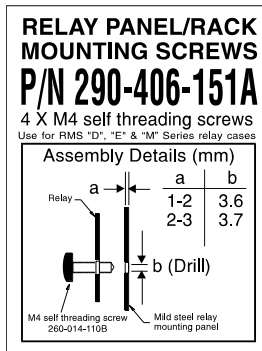 RELAY PANEL/RACK
MOUNTING SCREWS
P/N 290-406-151A
4 X M4 self threading screws
Use for RMS "D", "E" & "M" Series relay cases
Assembly Details (mm)
a
a b
1-2 3.6
2-3 3.7
Relay
b (Drill)
M4 self threading screw
260-014-110B
Mild steel relay
mounting panel